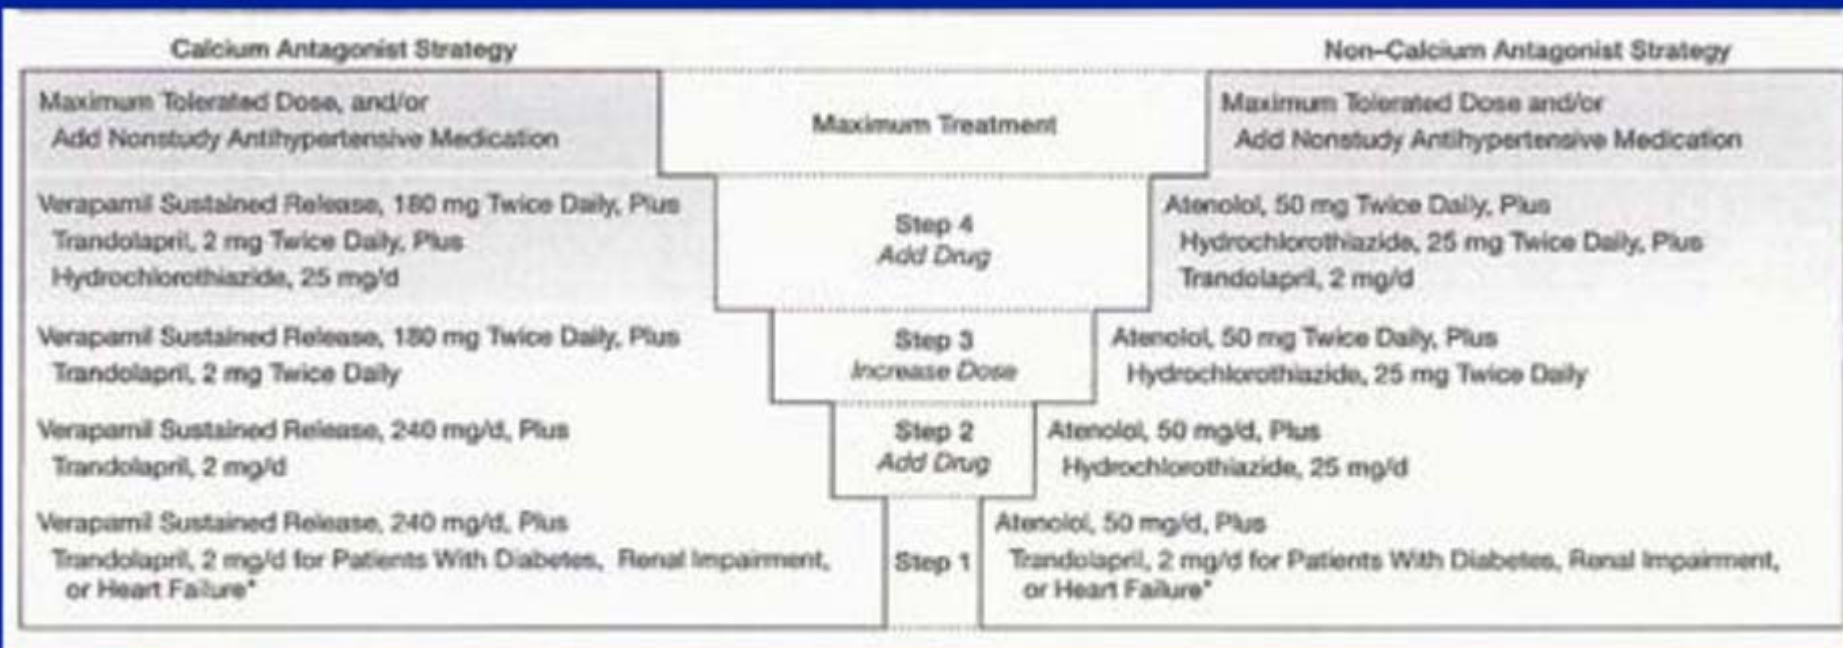 Calcium Antagonist Strategy
Non–Calcium Antagonist Strategy
Maximum Tolerated Dose, and/or
Add Nonstudy Antihypertensive Medication
Maximum Treatment
Maximum Tolerated Dose and/or
Add Nonstudy Antihypertensive Medication
Verapamil Sustained Release, 180 mg Twice Daily, Plus
Trandolapril, 2 mg Twice Daily, Plus
Hydrochlorothiazide, 25 mg/d
Step 4
Add Drug
Atenolol, 50 mg Twice Daily, Plus
Hydrochlorothiazide, 25 mg Twice Daily, Plus
Trandolapril, 2 mg/d
Verapamil Sustained Release, 180 mg Twice Daily, Plus
Trandolapril, 2 mg Twice Daily
Step 3
Increase Dose
Atenolol, 50 mg Twice Daily, Plus
Hydrochlorothiazide, 25 mg Twice Daily
Verapamil Sustained Release, 240 mg/d, Plus
Trandolapril, 2 mg/d
Step 2
Add Drug
Atenolol, 50 mg/d, Plus
Hydrochlorothiazide, 25 mg/d
Verapamil Sustained Release, 240 mg/d, Plus
Trandolapril, 2 mg/d for Patients With Diabetes, Renal Impairment,
or Heart Failure*
Step 1
Atenolol, 50 mg/d, Plus
Trandolapril, 2 mg/d for Patients With Diabetes, Renal Impairment,
or Heart Failure*